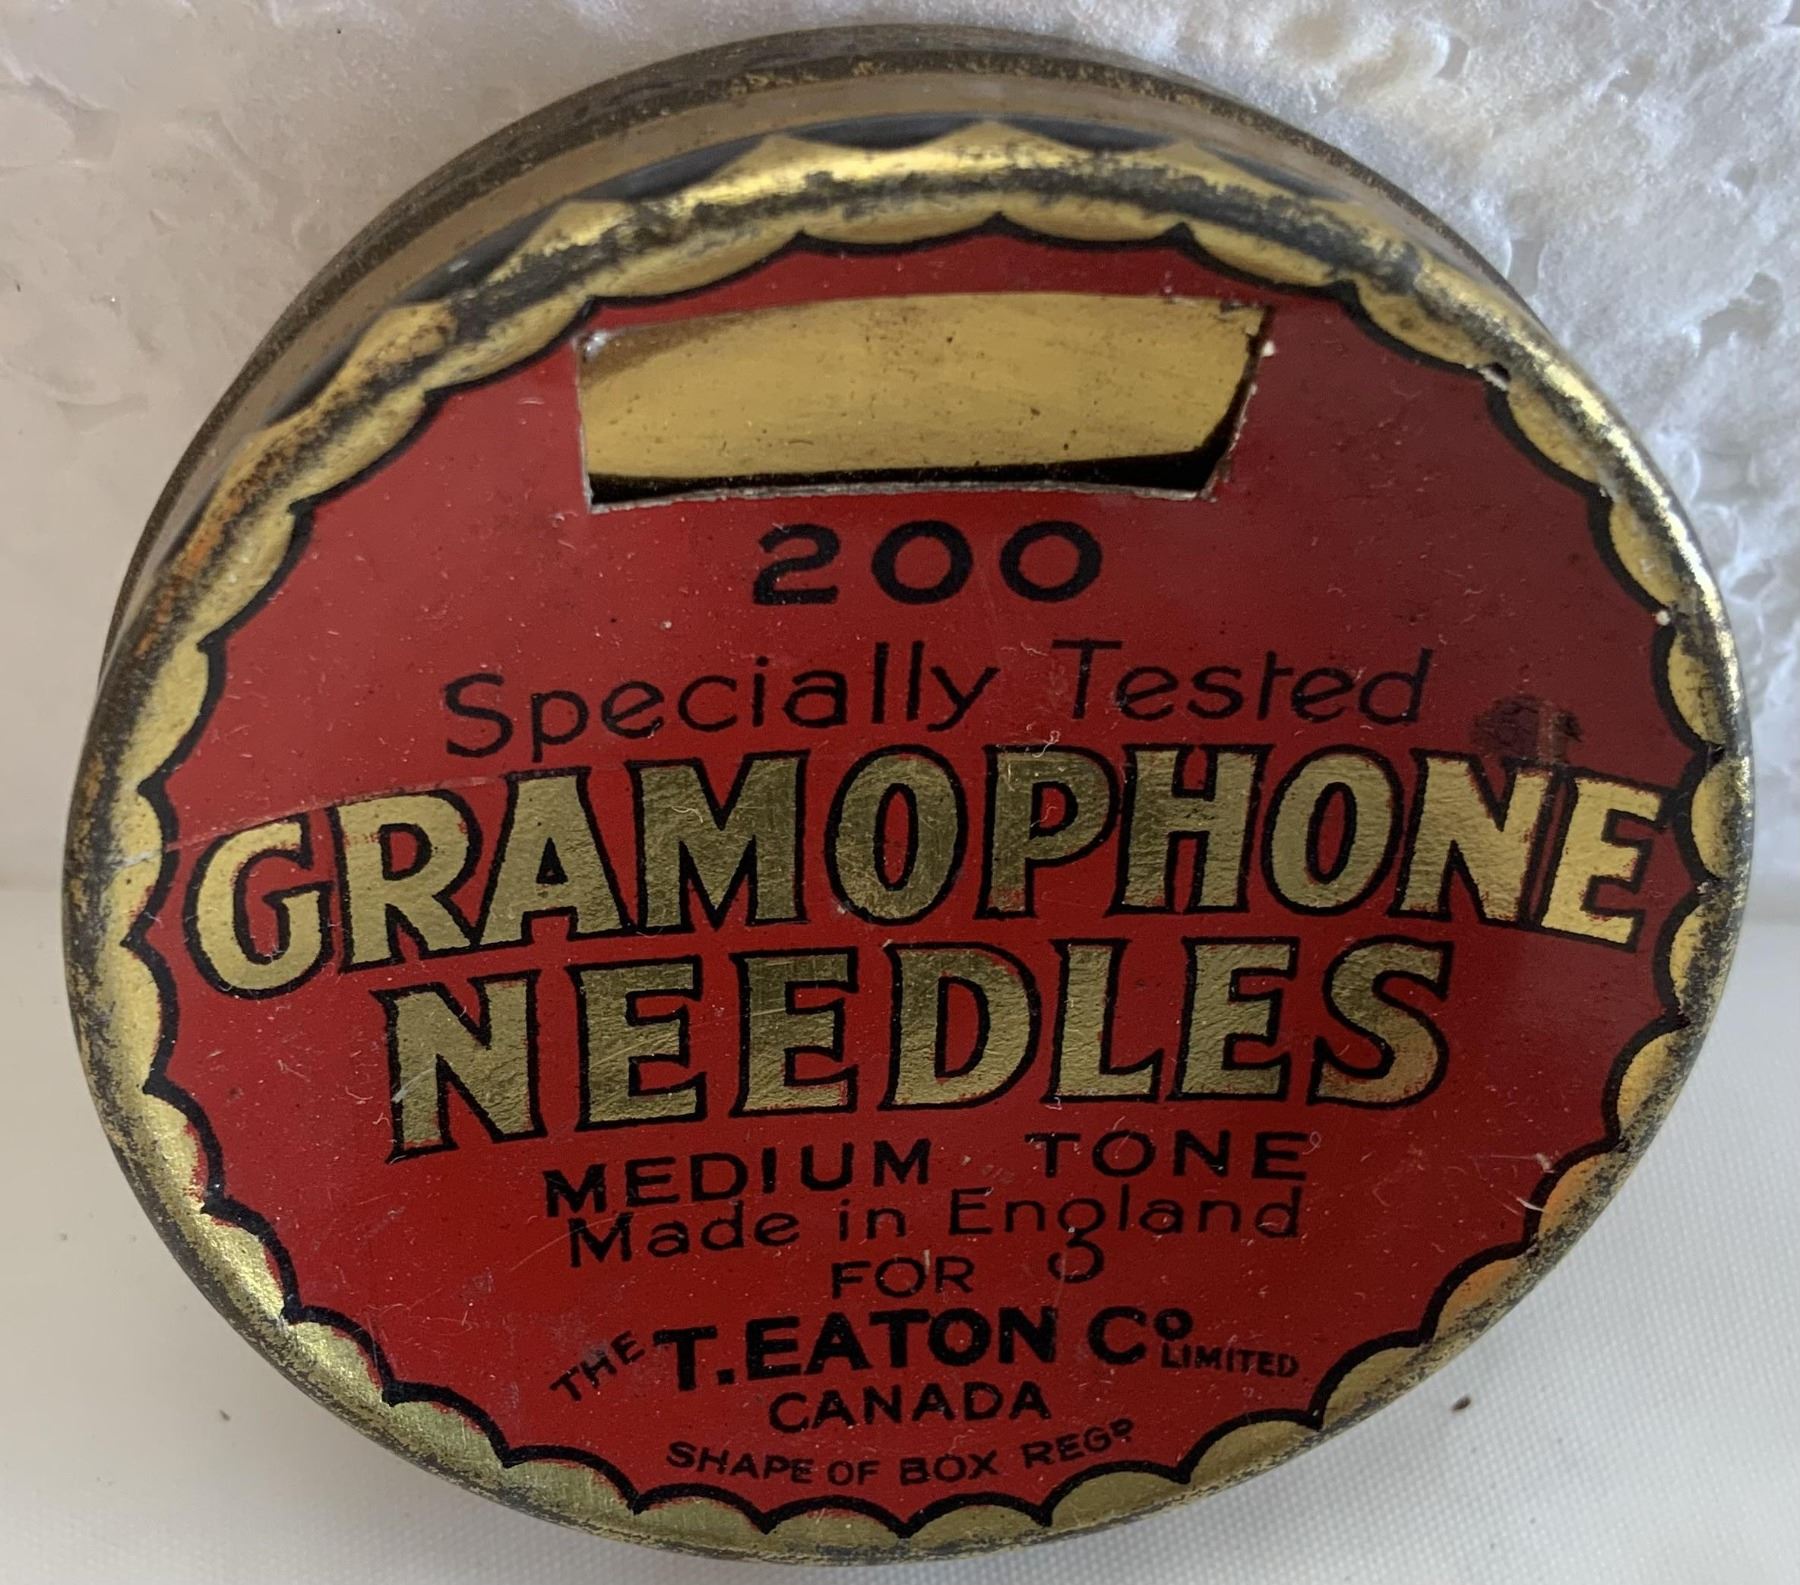 200
Specially Tested
GRAMOPHONE
NEEDLES
MEDIUM TONE
Made in England
FOR
THE T. EATON Cº LIMITED
CANADA
SHAPE OF BOX REGᴰ